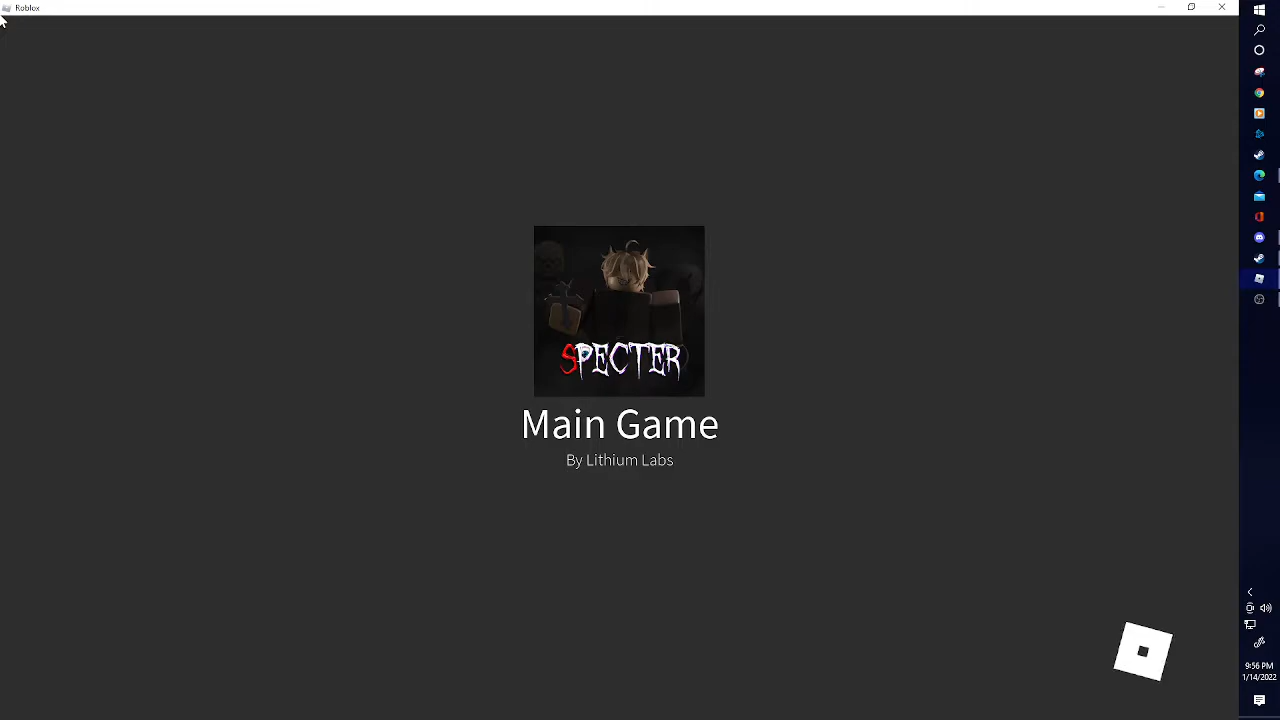 Roblox
SPECTER
Main Game
By Lithium Labs
9:56 PM
1/14/2022